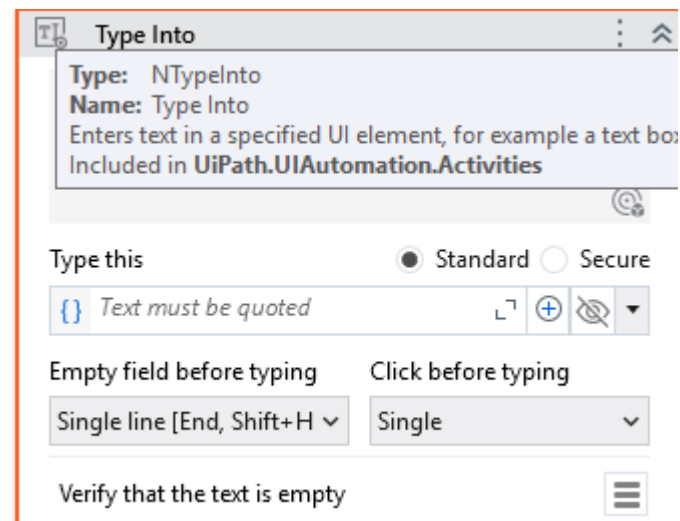 Type Into
Type: NTypeInto
Name: Type Into
Enters text in a specified UI element, for example a text box
Included in UiPath.UIAutomation.Activities
Type this Standard Secure
{} Text must be quoted
Empty field before typing Click before typing
Single line [End, Shift+H Single
Verify that the text is empty